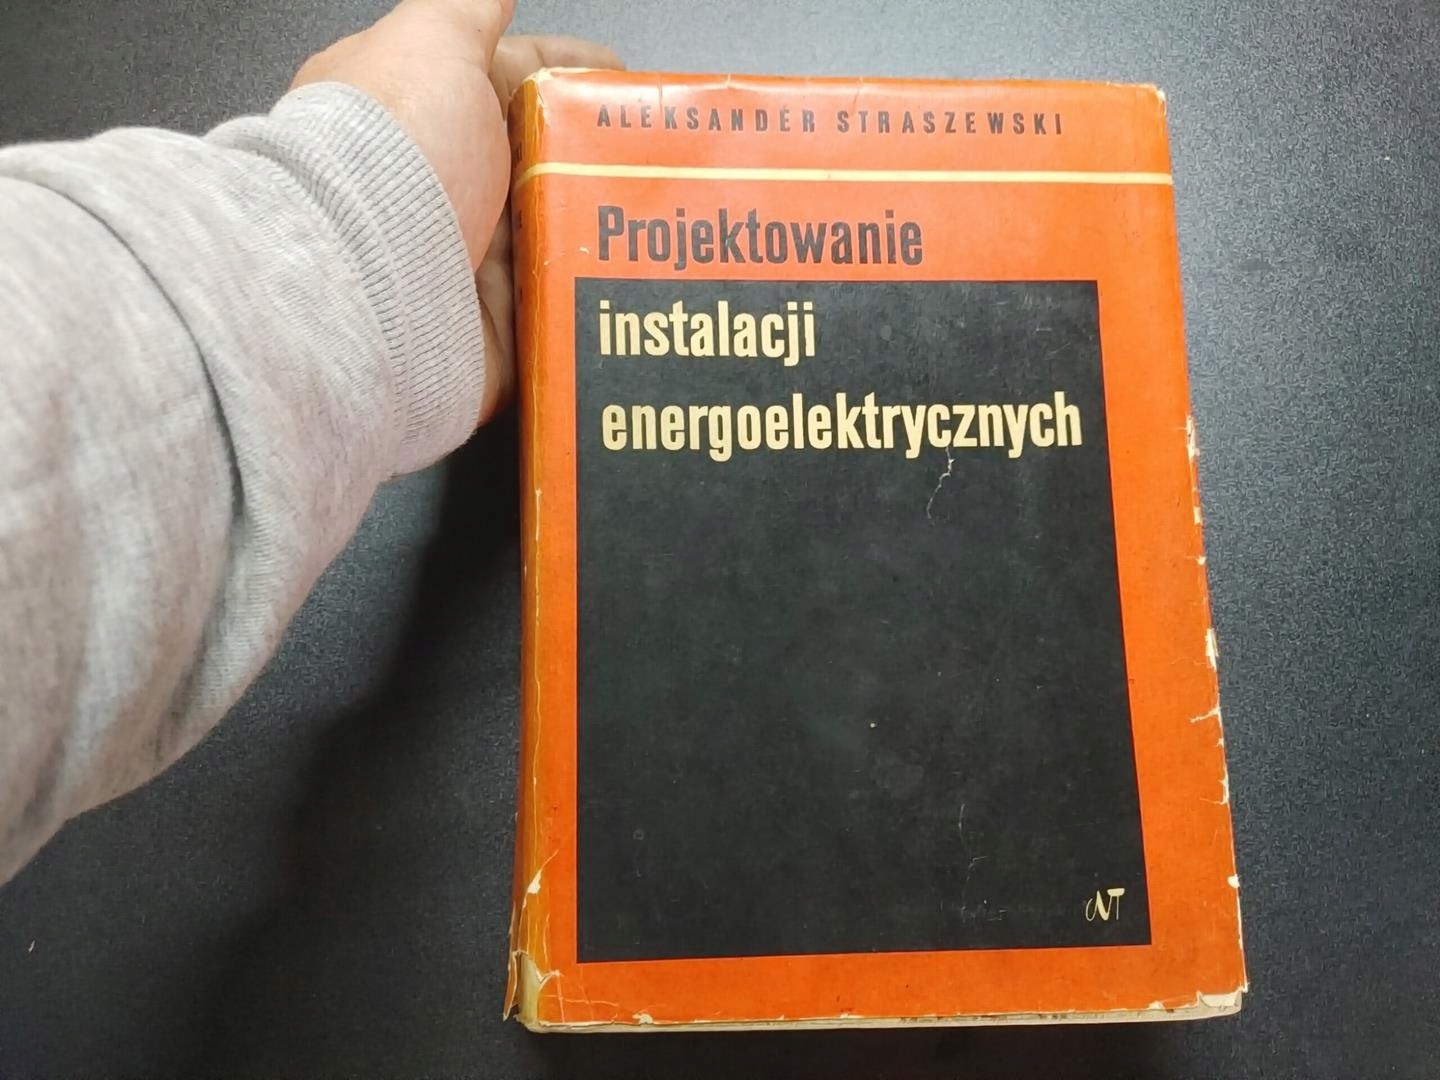 ALEKSANDER STRASZEWSKI
Projektowanie
instalacji
energoelektrycznych
WNT